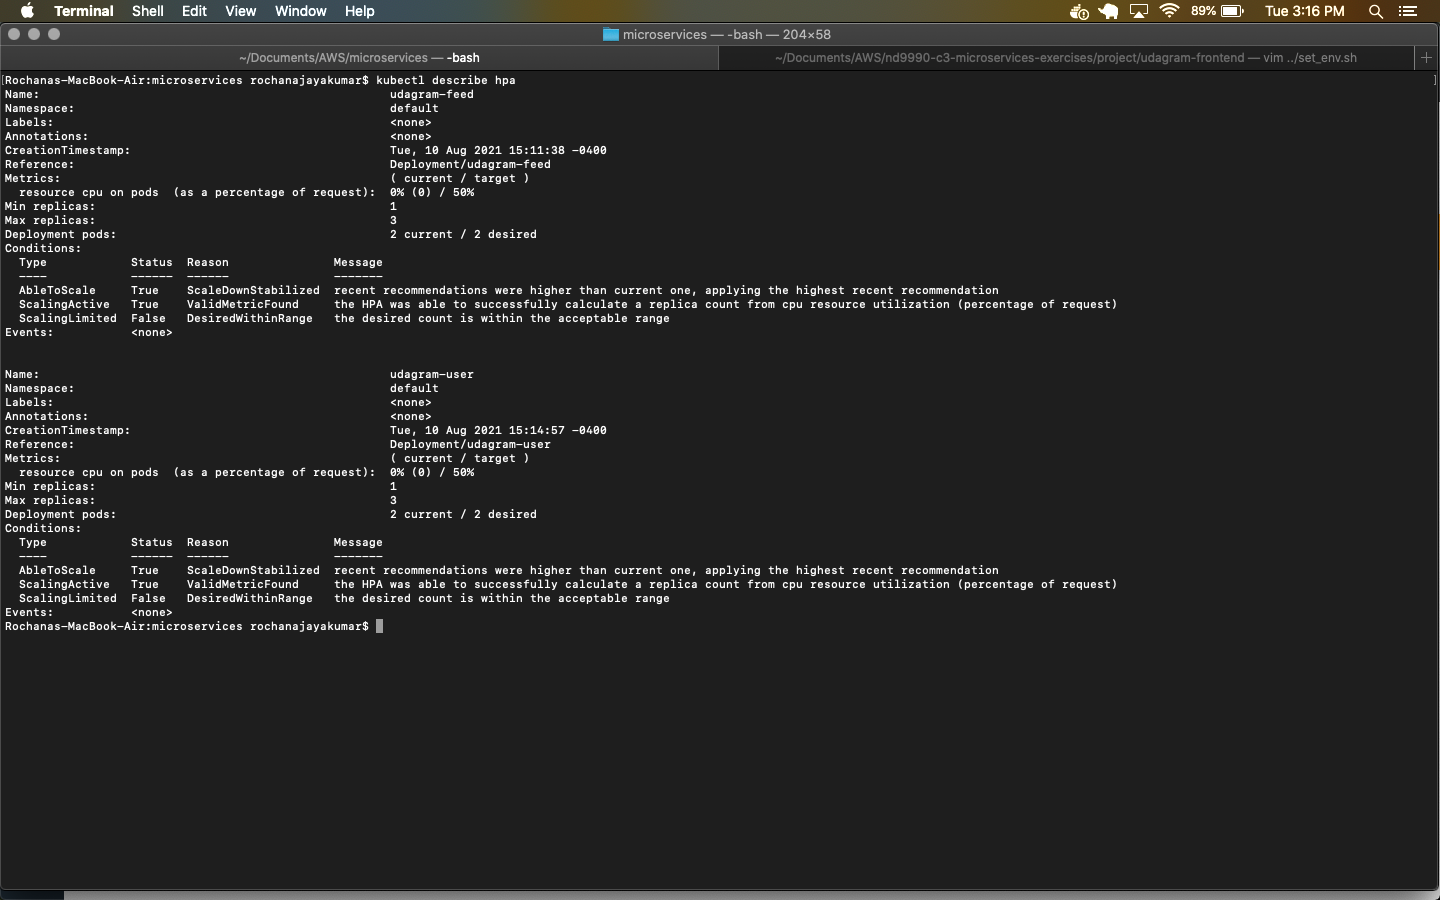 Terminal Shell Edit View Window Help 89% Tue 3:16 PM
microservices — -bash — 204×58
~/Documents/AWS/microservices — -bash ~/Documents/AWS/nd9990-c3-microservices-exercises/project/udagram-frontend — vim ../set_env.sh +
[Rochanas-MacBook-Air:microservices rochanajayakumar$ kubectl describe hpa ]
Name: udagram-feed
Namespace: default
Labels: <none>
Annotations: <none>
CreationTimestamp: Tue, 10 Aug 2021 15:11:38 -0400
Reference: Deployment/udagram-feed
Metrics: ( current / target )
resource cpu on pods (as a percentage of request): 0% (0) / 50%
Min replicas: 1
Max replicas: 3
Deployment pods: 2 current / 2 desired
Conditions:
Type Status Reason Message
---- ------ ------ -------
AbleToScale True ScaleDownStabilized recent recommendations were higher than current one, applying the highest recent recommendation
ScalingActive True ValidMetricFound the HPA was able to successfully calculate a replica count from cpu resource utilization (percentage of request)
ScalingLimited False DesiredWithinRange the desired count is within the acceptable range
Events: <none>
Name: udagram-user
Namespace: default
Labels: <none>
Annotations: <none>
CreationTimestamp: Tue, 10 Aug 2021 15:14:57 -0400
Reference: Deployment/udagram-user
Metrics: ( current / target )
resource cpu on pods (as a percentage of request): 0% (0) / 50%
Min replicas: 1
Max replicas: 3
Deployment pods: 2 current / 2 desired
Conditions:
Type Status Reason Message
---- ------ ------ -------
AbleToScale True ScaleDownStabilized recent recommendations were higher than current one, applying the highest recent recommendation
ScalingActive True ValidMetricFound the HPA was able to successfully calculate a replica count from cpu resource utilization (percentage of request)
ScalingLimited False DesiredWithinRange the desired count is within the acceptable range
Events: <none>
Rochanas-MacBook-Air:microservices rochanajayakumar$